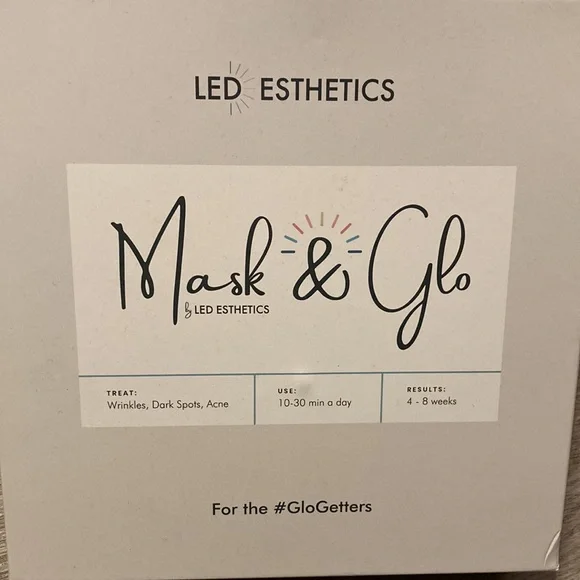 LED ESTHETICS
Mask & Glo
by LED ESTHETICS
TREAT:
Wrinkles, Dark Spots, Acne
USE:
10-30 min a day
RESULTS:
4 - 8 weeks
For the #GloGetters